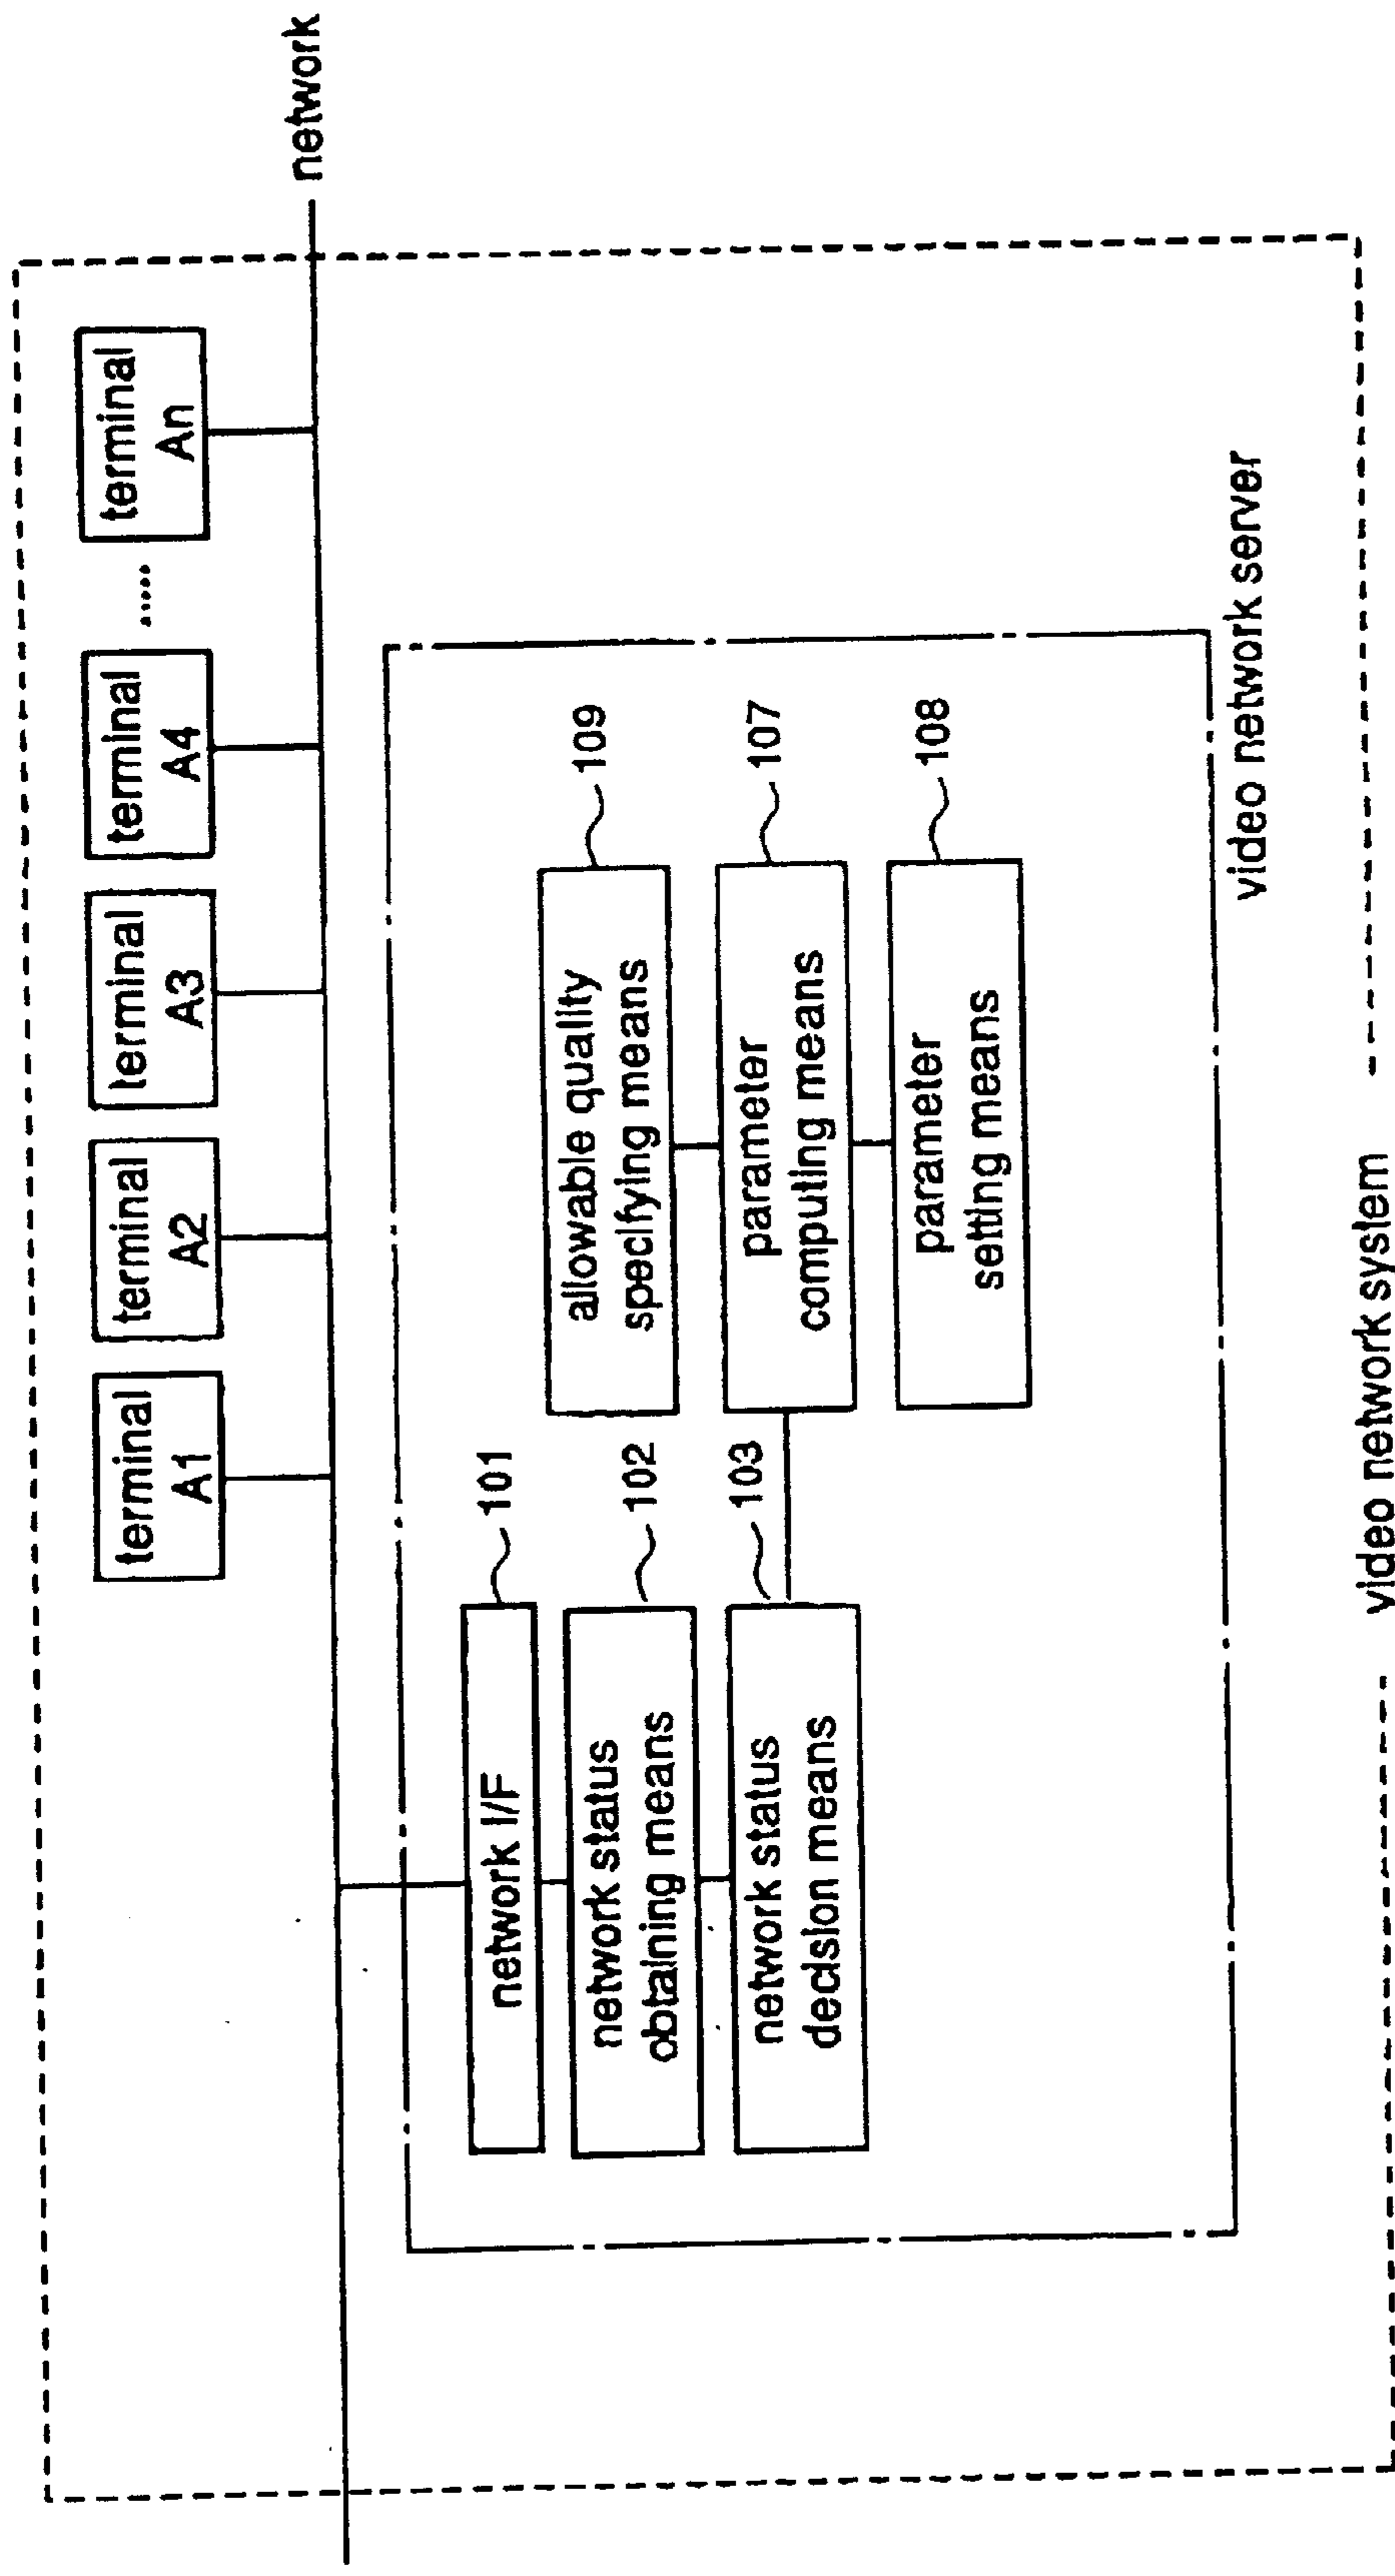 network
terminal
A1
terminal
A2
terminal
A3
terminal
A4
.....
terminal
An
101
network I/F
102
network status
obtaining means
103
network status
decision means
109
allowable quality
specifying means
107
parameter
computing means
108
parameter
setting means
video network server
video network system